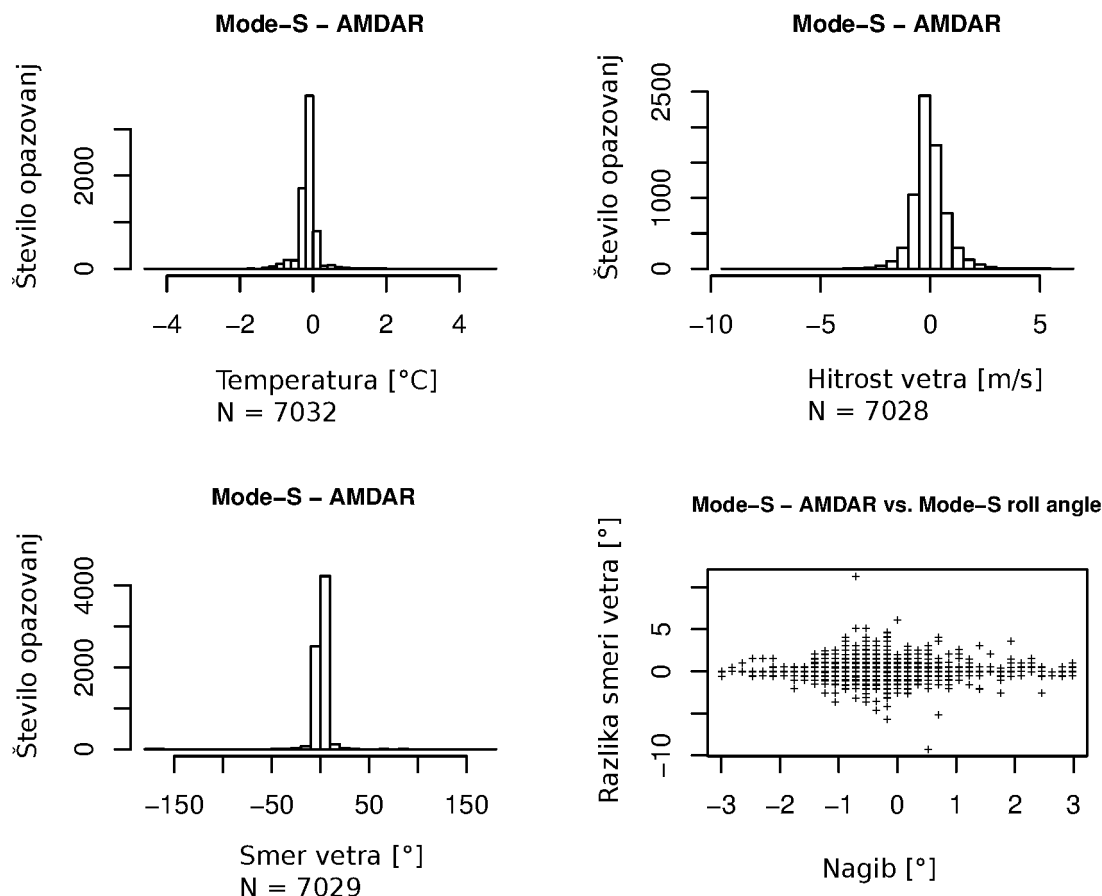 Mode-S - AMDAR
Število opazovanj
0
2000
-4
-2
0
2
4
Temperatura [°C]
N = 7032
Mode-S - AMDAR
Število opazovanj
0
1000
2500
-10
-5
0
5
Hitrost vetra [m/s]
N = 7028
Mode-S - AMDAR
Število opazovanj
0
2000
4000
-150
-50
50
150
Smer vetra [°]
N = 7029
Mode-S - AMDAR vs. Mode-S roll angle
Razlika smeri vetra [°]
-10
0
5
-3
-2
-1
0
1
2
3
Nagib [°]